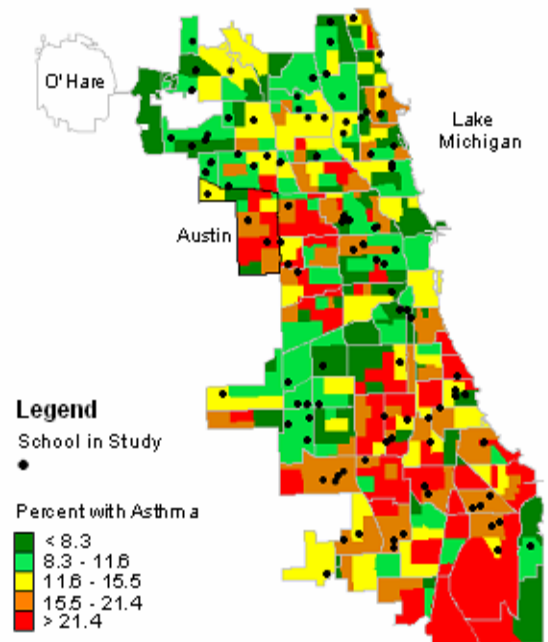 O'Hare
Lake
Michigan
Austin
Legend
School in Study
Percent with Asthma
< 8.3
8.3 - 11.6
11.6 - 15.5
15.5 - 21.4
> 21.4